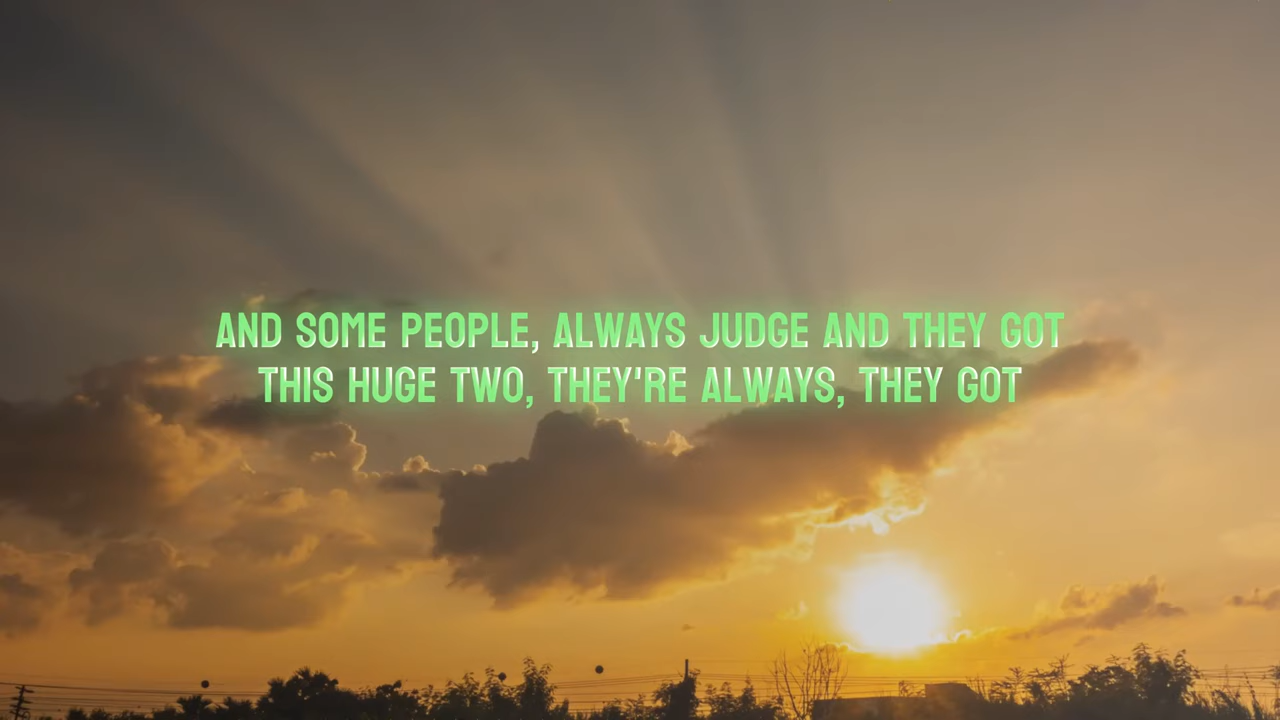 AND SOME PEOPLE, ALWAYS JUDGE AND THEY GOT
THIS HUGE TWO, THEY'RE ALWAYS, THEY GOT